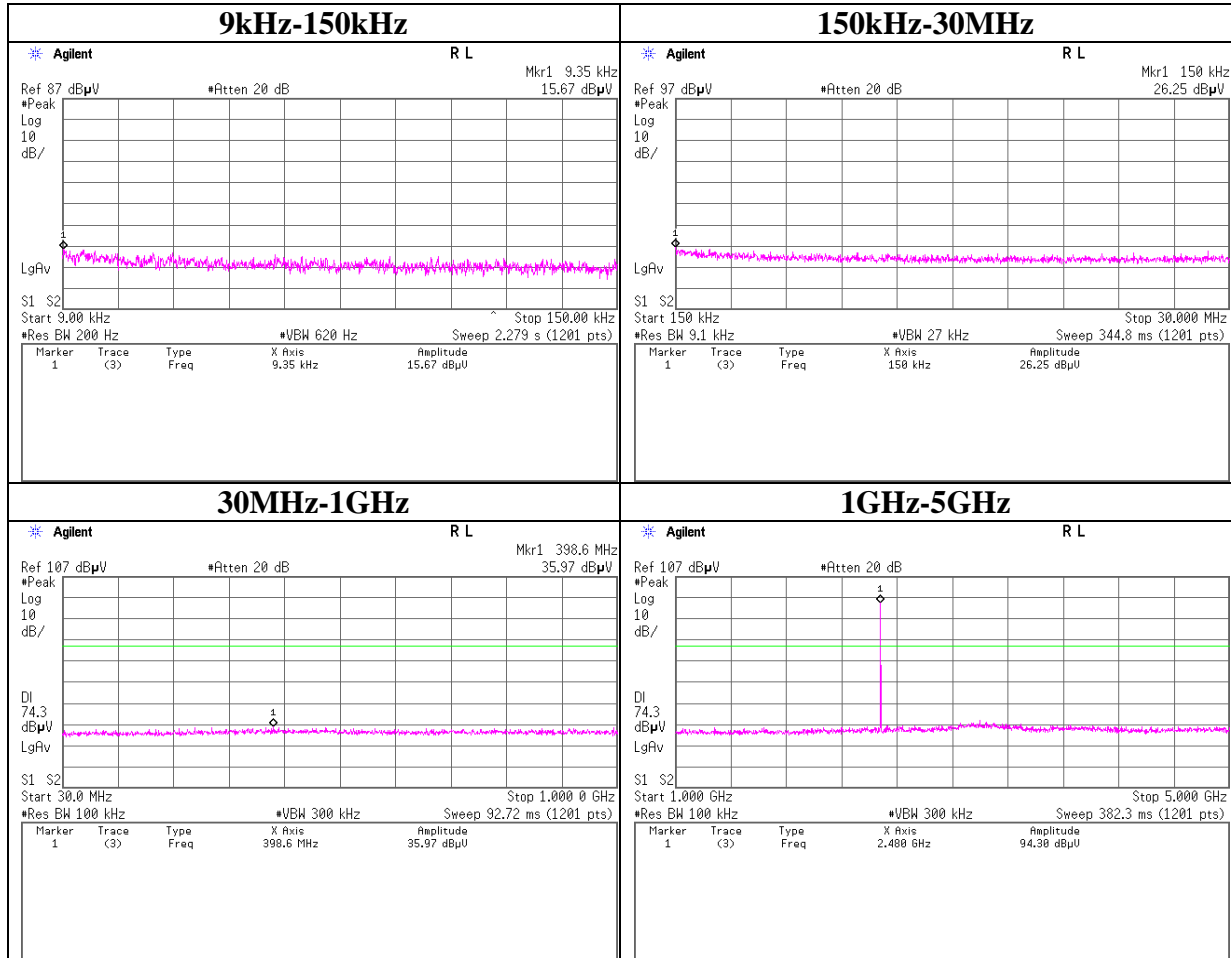 9kHz-150kHz
Agilent R L
Mkr1 9.35 kHz
Ref 87 dBµV #Atten 20 dB 15.67 dBµV
#Peak
Log
10
dB/
1
LgAv
S1 S2
Start 9.00 kHz ^ Stop 150.00 kHz
#Res BW 200 Hz #VBW 620 Hz Sweep 2.279 s (1201 pts)
Marker Trace Type X Axis Amplitude
1 (3) Freq 9.35 kHz 15.67 dBµV
150kHz-30MHz
Agilent R L
Mkr1 150 kHz
Ref 97 dBµV #Atten 20 dB 26.25 dBµV
#Peak
Log
10
dB/
1
LgAv
S1 S2
Start 150 kHz Stop 30.000 MHz
#Res BW 9.1 kHz #VBW 27 kHz Sweep 344.8 ms (1201 pts)
Marker Trace Type X Axis Amplitude
1 (3) Freq 150 kHz 26.25 dBµV
30MHz-1GHz
Agilent R L
Mkr1 398.6 MHz
Ref 107 dBµV #Atten 20 dB 35.97 dBµV
#Peak
Log
10
dB/
DI
74.3
dBµV
1
LgAv
S1 S2
Start 30.0 MHz Stop 1.000 0 GHz
#Res BW 100 kHz #VBW 300 kHz Sweep 92.72 ms (1201 pts)
Marker Trace Type X Axis Amplitude
1 (3) Freq 398.6 MHz 35.97 dBµV
1GHz-5GHz
Agilent R L
Ref 107 dBµV #Atten 20 dB
#Peak
1
Log
10
dB/
DI
74.3
dBµV
LgAv
S1 S2
Start 1.000 GHz Stop 5.000 GHz
#Res BW 100 kHz #VBW 300 kHz Sweep 382.3 ms (1201 pts)
Marker Trace Type X Axis Amplitude
1 (3) Freq 2.480 GHz 94.30 dBµV